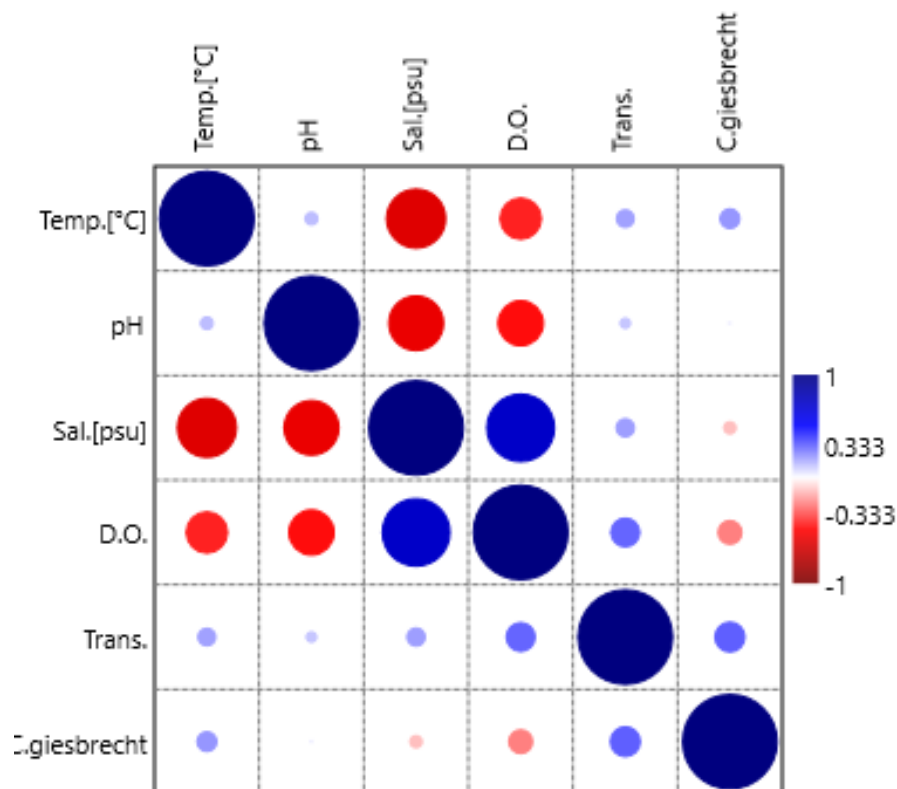 Temp.[°C]
pH
Sal.[psu]
D.O.
Trans.
C.giesbrecht
Temp.[°C]
pH
Sal.[psu]
D.O.
Trans.
C.giesbrecht
1
0.333
-0.333
-1